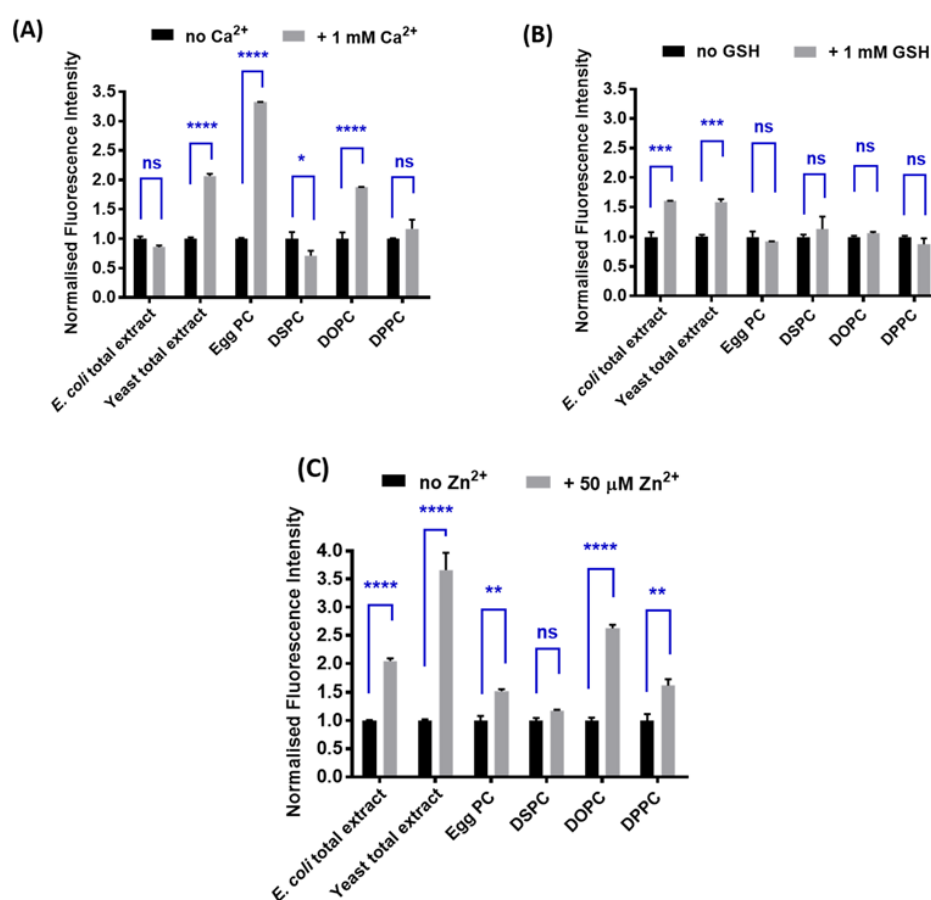 (A)
no Ca²⁺ + 1 mM Ca²⁺
Normalised Fluorescence Intensity
3.5
3.0
2.5
2.0
1.5
1.0
0.5
0.0
ns
****
****
*
****
ns
E. coli total extract
Yeast total extract
Egg PC
DSPC
DOPC
DPPC
(B)
no GSH + 1 mM GSH
Normalised Fluorescence Intensity
3.5
3.0
2.5
2.0
1.5
1.0
0.5
0.0
***
***
ns
ns
ns
ns
E. coli total extract
Yeast total extract
Egg PC
DSPC
DOPC
DPPC
(C)
no Zn²⁺ + 50 µM Zn²⁺
Normalised Fluorescence Intensity
4.0
3.5
3.0
2.5
2.0
1.5
1.0
0.5
0.0
****
****
**
ns
****
**
E. coli total extract
Yeast total extract
Egg PC
DSPC
DOPC
DPPC